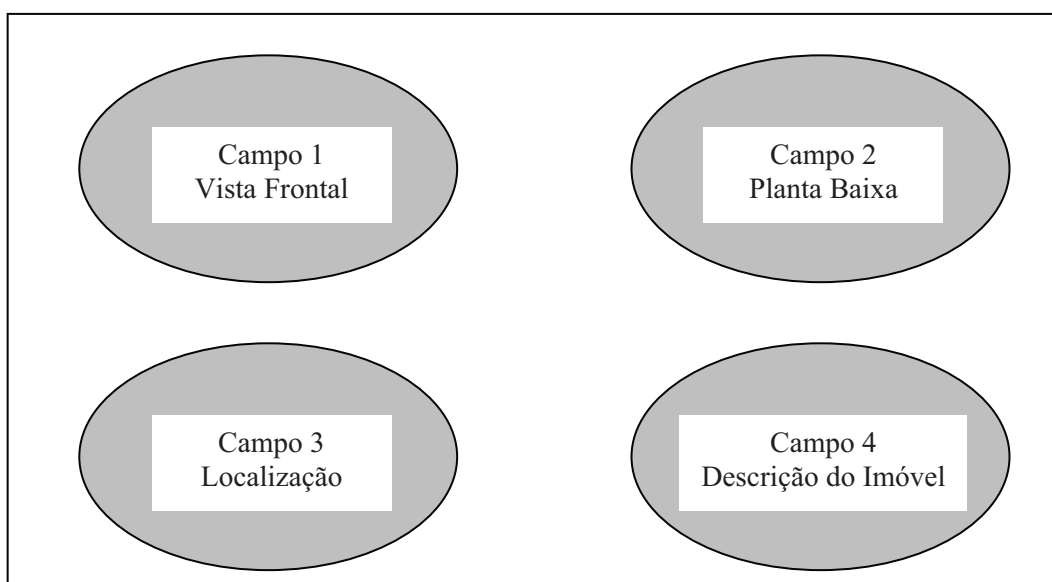 Campo 1
Vista Frontal
Campo 2
Planta Baixa
Campo 3
Localização
Campo 4
Descrição do Imóvel